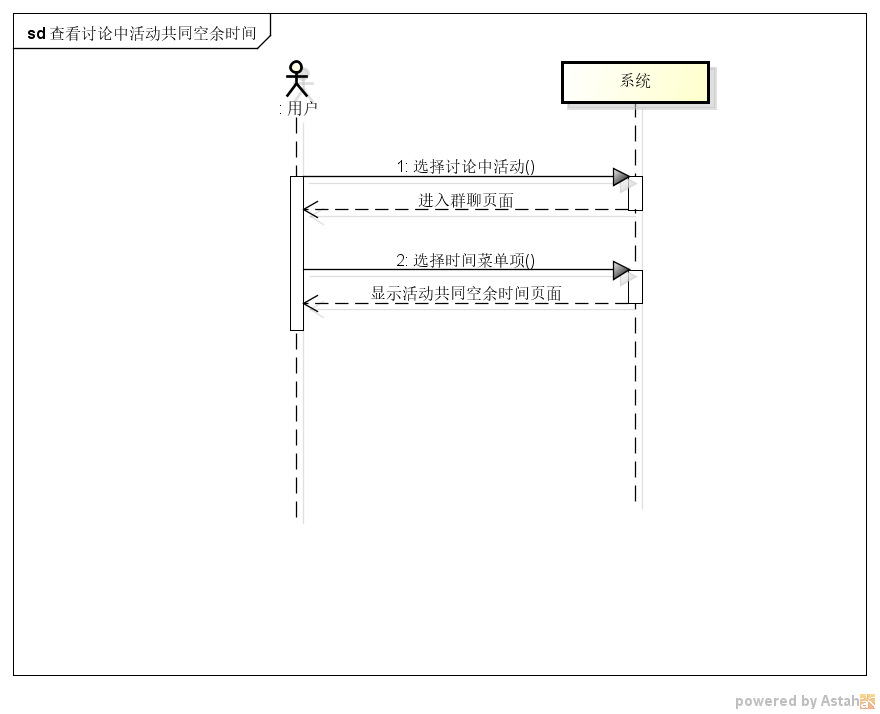 sd 查看讨论中活动共同空余时间
: 用户
系统
1: 选择讨论中活动()
进入群聊页面
2: 选择时间菜单项()
显示活动共同空余时间页面
powered by Astah